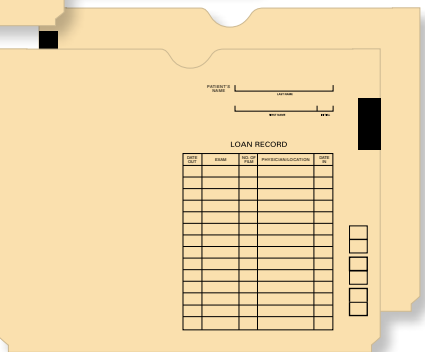 PATIENT'S
NAME
LAST NAME
FIRST NAME INITIAL
LOAN RECORD
DATE
OUT
EXAM
NO. OF
FILM
PHYSICIAN/LOCATION
DATE
IN